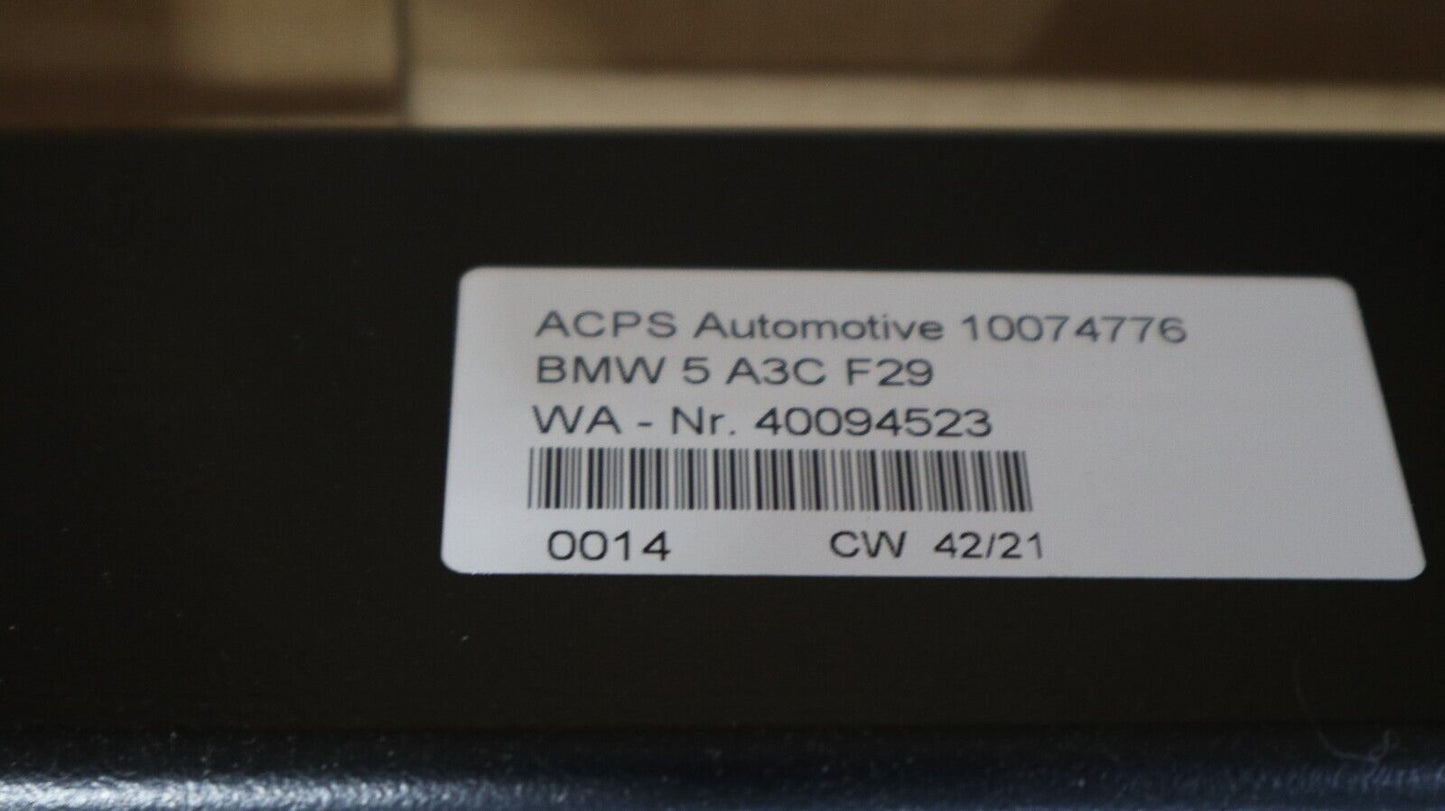 ACPS Automotive 10074776
BMW 5 A3C F29
WA - Nr. 40094523
0014 CW 42/21